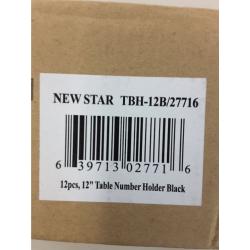 NEW STAR TBH-12B/27716
6 39713 02771 6
12pcs, 12" Table Number Holder Black